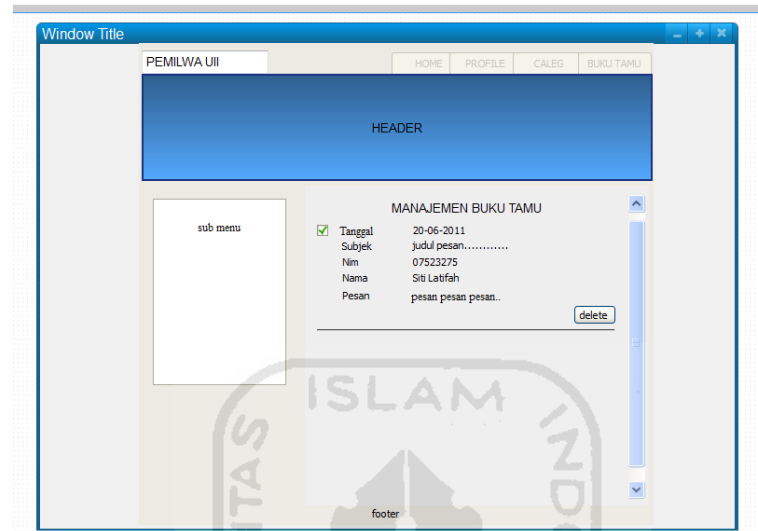 Window Title
PEMILWA UII
HOME PROFILE CALEG BUKU TAMU
HEADER
sub menu
MANAJEMEN BUKU TAMU
Tanggal 20-06-2011
Subjek judul pesan............
Nim 07523275
Nama Siti Latifah
Pesan pesan pesan pesan..
delete
ISLAM
footer